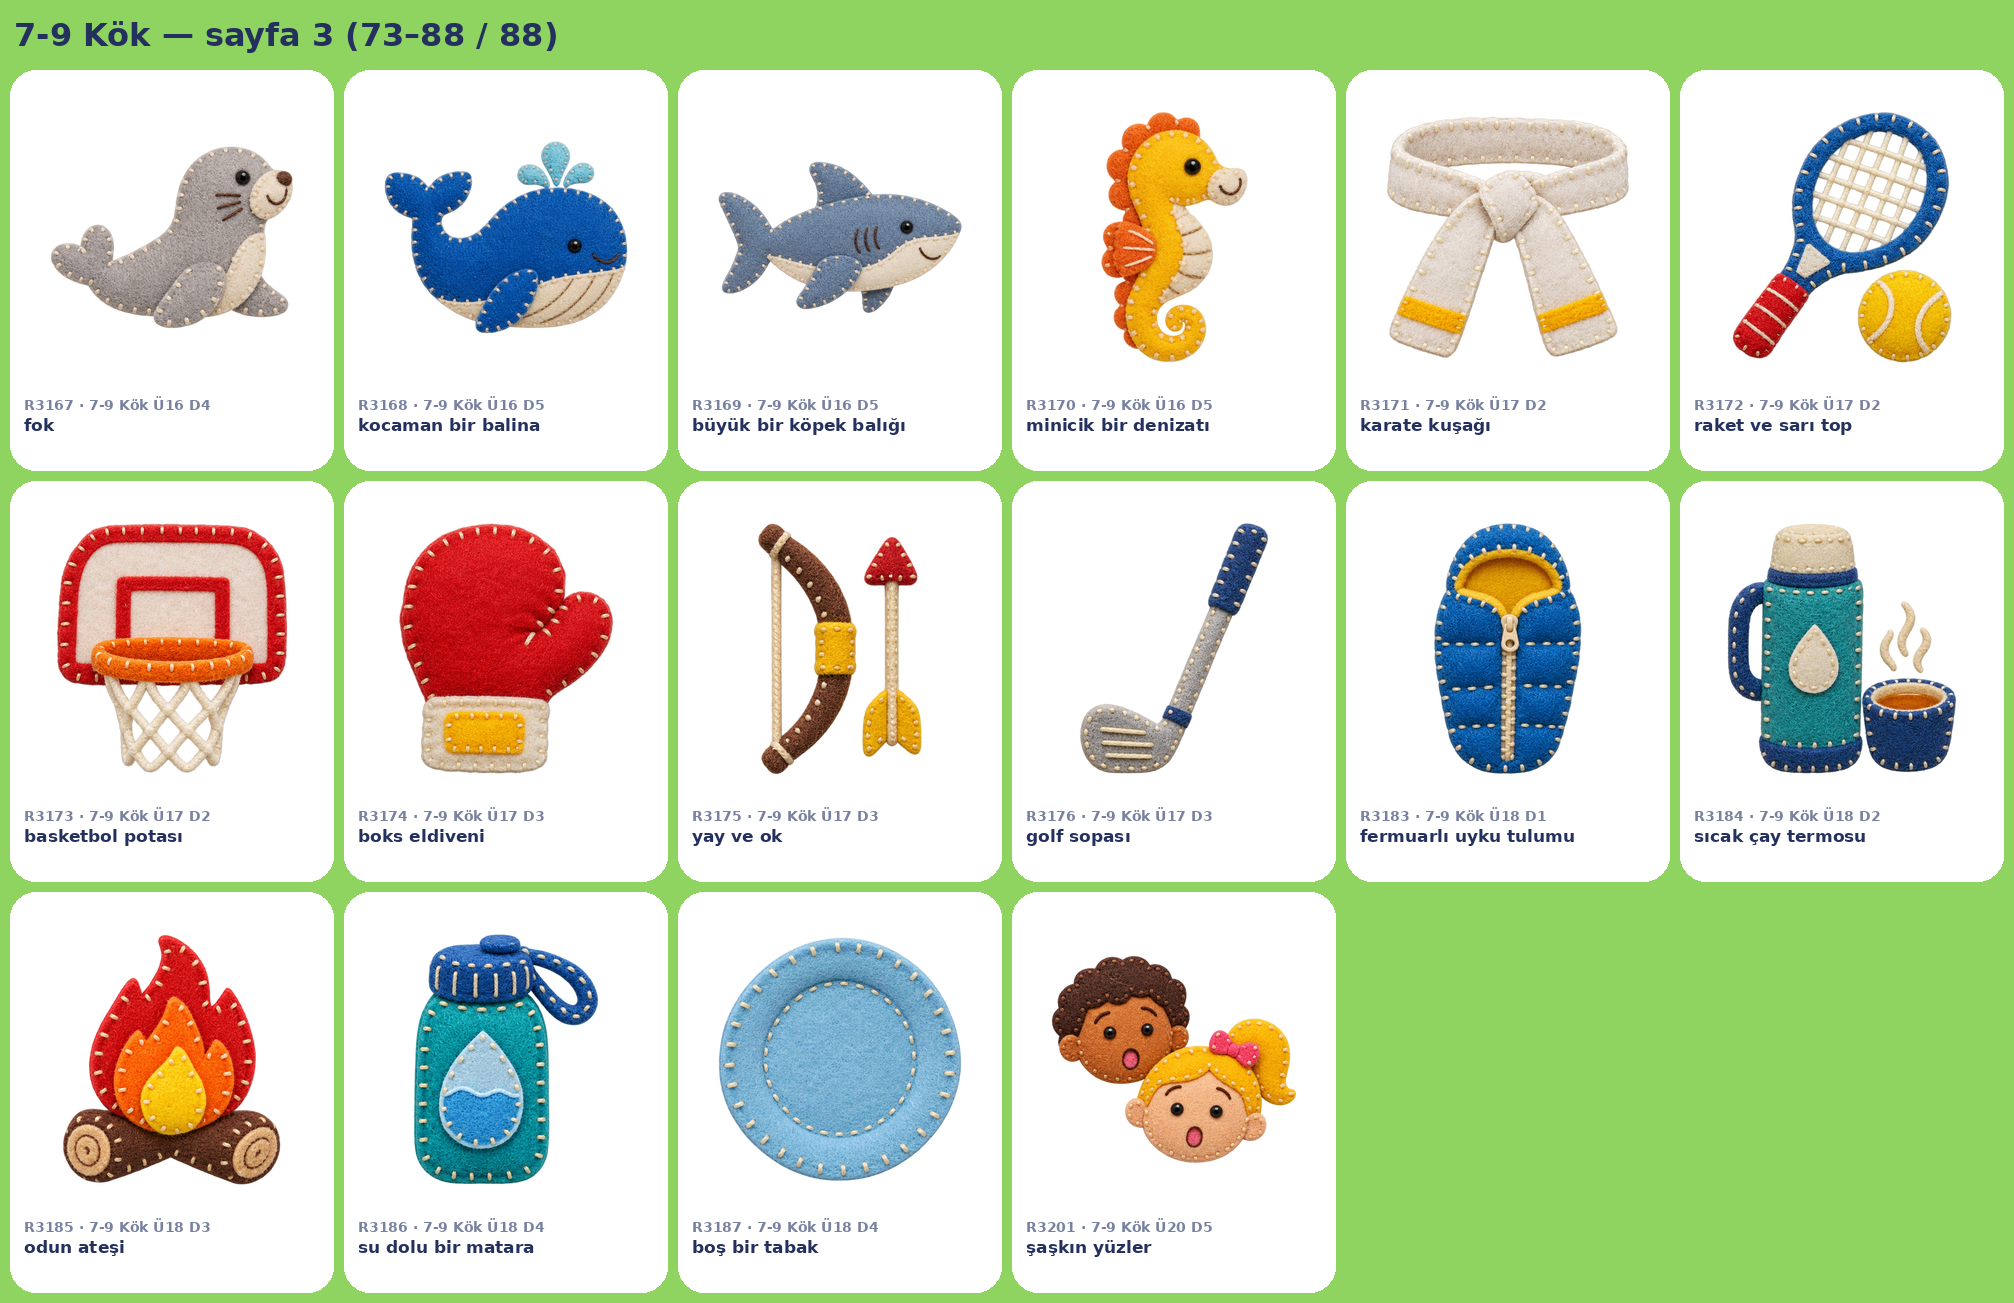 7-9 Kök — sayfa 3 (73–88 / 88)
R3167 · 7-9 Kök Ü16 D4
fok
R3168 · 7-9 Kök Ü16 D5
kocaman bir balina
R3169 · 7-9 Kök Ü16 D5
büyük bir köpek balığı
R3170 · 7-9 Kök Ü16 D5
minicik bir denizatı
R3171 · 7-9 Kök Ü17 D2
karate kuşağı
R3172 · 7-9 Kök Ü17 D2
raket ve sarı top
R3173 · 7-9 Kök Ü17 D2
basketbol potası
R3174 · 7-9 Kök Ü17 D3
boks eldiveni
R3175 · 7-9 Kök Ü17 D3
yay ve ok
R3176 · 7-9 Kök Ü17 D3
golf sopası
R3183 · 7-9 Kök Ü18 D1
fermuarlı uyku tulumu
R3184 · 7-9 Kök Ü18 D2
sıcak çay termosu
R3185 · 7-9 Kök Ü18 D3
odun ateşi
R3186 · 7-9 Kök Ü18 D4
su dolu bir matara
R3187 · 7-9 Kök Ü18 D4
boş bir tabak
R3201 · 7-9 Kök Ü20 D5
şaşkın yüzler